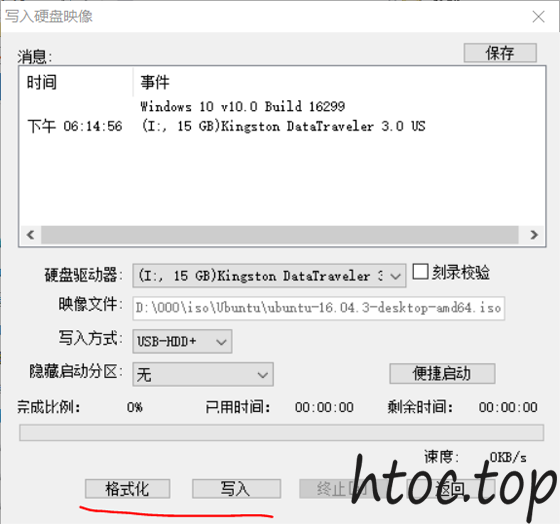 写入硬盘映像
消息:
保存
时间 事件
Windows 10 v10.0 Build 16299
下午 06:14:56 (I:, 15 GB)Kingston DataTraveler 3.0 US
硬盘驱动器: (I:, 15 GB)Kingston DataTraveler 3 刻录校验
映像文件: D:\000\iso\Ubuntu\ubuntu-16.04.3-desktop-amd64.iso
写入方式: USB-HDD+
隐藏启动分区: 无 便捷启动
完成比例: 0% 已用时间: 00:00:00 剩余时间: 00:00:00
速度: 0KB/s
格式化 写入 终止 返回
htoc.top